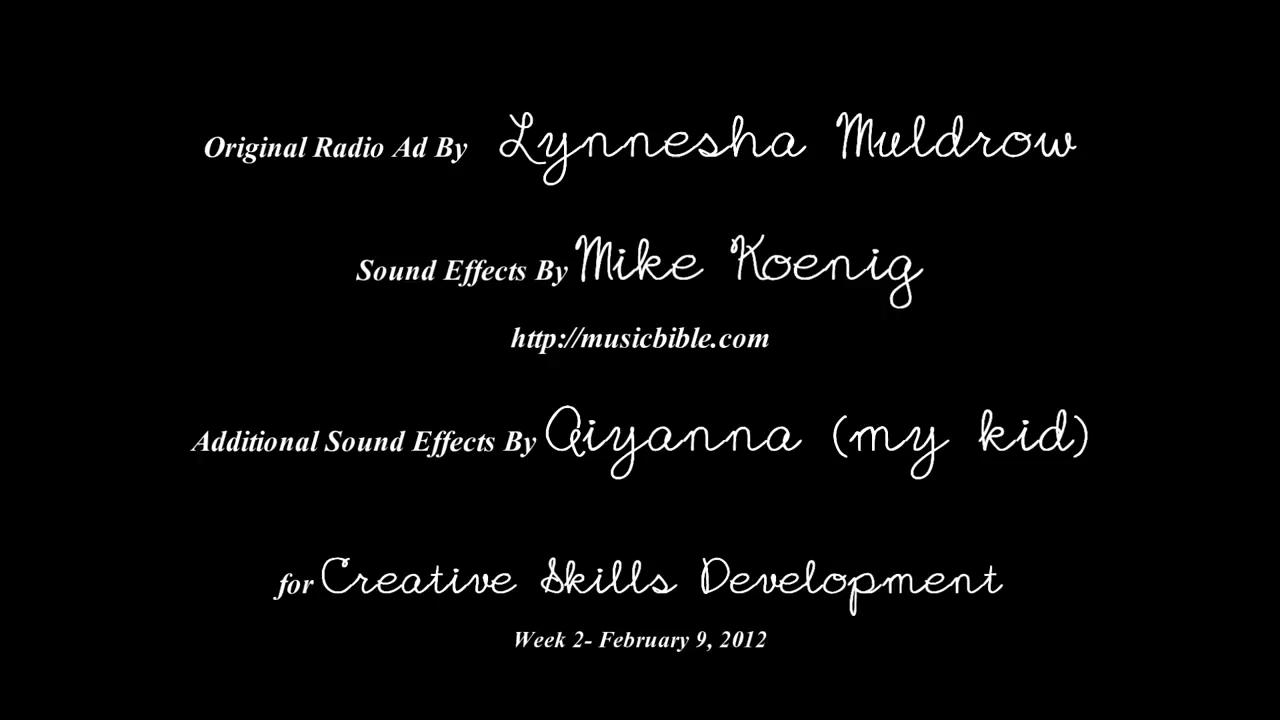 Original Radio Ad By Lynnesha Muldrow
Sound Effects By Mike Koenig
http://musicbible.com
Additional Sound Effects By Qiyanna (my kid)
for Creative Skills Development
Week 2- February 9, 2012